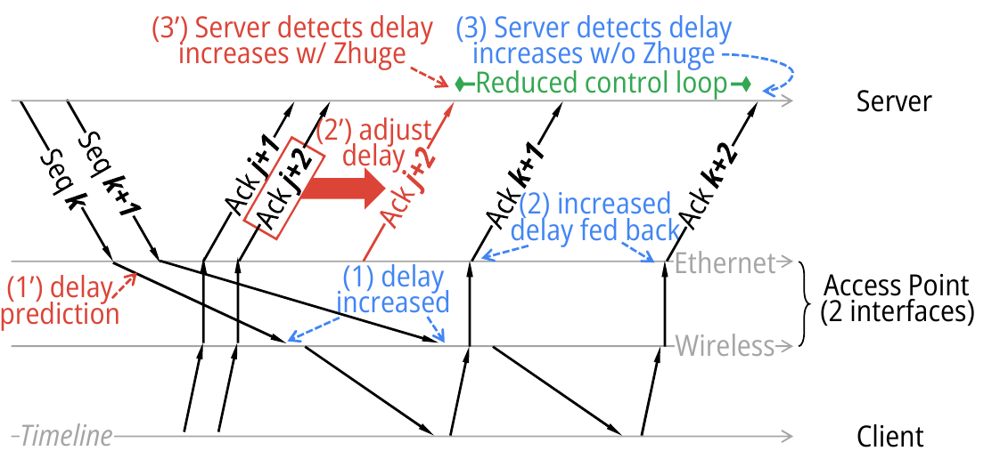 (3’) Server detects delay
increases w/ Zhuge
(3) Server detects delay
increases w/o Zhuge
Reduced control loop
Server
Seq k
Seq k+1
Ack j+1
Ack j+2
(2’) adjust
delay
Ack j+2
Ack k+1
Ack k+2
(2) increased
delay fed back
Ethernet
(1’) delay
prediction
(1) delay
increased
Access Point
(2 interfaces)
Wireless
Timeline
Client